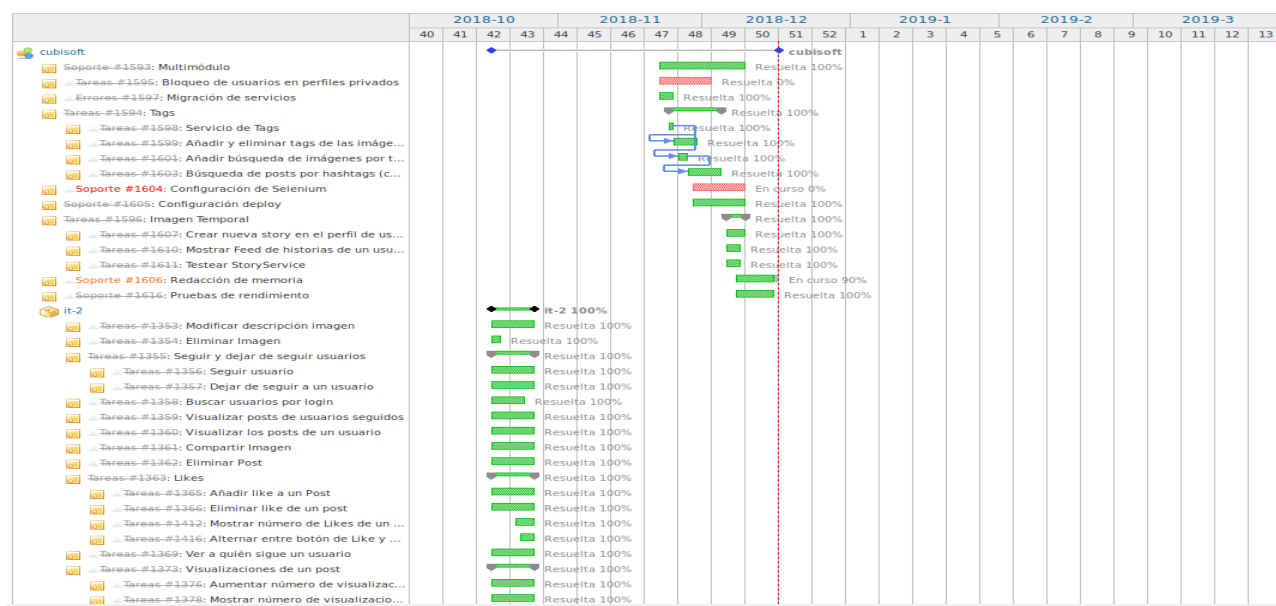 2018-10 2018-11 2018-12 2019-1 2019-2 2019-3
40 41 42 43 44 45 46 47 48 49 50 51 52 1 2 3 4 5 6 7 8 9 10 11 12 13
cubisoft cubisoft
Soporte #1593: Multimódulo Resuelta 100%
Tareas #1595: Bloqueo de usuarios en perfiles privados Resuelta 0%
Errores #1597: Migración de servicios Resuelta 100%
Tareas #1594: Tags Resuelta 100%
Tareas #1598: Servicio de Tags Resuelta 100%
Tareas #1599: Añadir y eliminar tags de las imáge... Resuelta 100%
Tareas #1601: Añadir búsqueda de imágenes por t... Resuelta 100%
Tareas #1603: Búsqueda de posts por hashtags (c... Resuelta 100%
Soporte #1604: Configuración de Selenium En curso 0%
Soporte #1605: Configuración deploy Resuelta 100%
Tareas #1596: Imagen Temporal Resuelta 100%
Tareas #1607: Crear nueva story en el perfil de us... Resuelta 100%
Tareas #1610: Mostrar Feed de historias de un usu... Resuelta 100%
Tareas #1611: Testear StoryService Resuelta 100%
Soporte #1606: Redacción de memoria En curso 90%
Soporte #1616: Pruebas de rendimiento Resuelta 100%
it-2 it-2 100%
Tareas #1353: Modificar descripción imagen Resuelta 100%
Tareas #1354: Eliminar Imagen Resuelta 100%
Tareas #1355: Seguir y dejar de seguir usuarios Resuelta 100%
Tareas #1356: Seguir usuario Resuelta 100%
Tareas #1357: Dejar de seguir a un usuario Resuelta 100%
Tareas #1358: Buscar usuarios por login Resuelta 100%
Tareas #1359: Visualizar posts de usuarios seguidos Resuelta 100%
Tareas #1360: Visualizar los posts de un usuario Resuelta 100%
Tareas #1361: Compartir Imagen Resuelta 100%
Tareas #1362: Eliminar Post Resuelta 100%
Tareas #1363: Likes Resuelta 100%
Tareas #1365: Añadir like a un Post Resuelta 100%
Tareas #1366: Eliminar like de un post Resuelta 100%
Tareas #1412: Mostrar número de Likes de un ... Resuelta 100%
Tareas #1416: Alternar entre botón de Like y ... Resuelta 100%
Tareas #1369: Ver a quién sigue un usuario Resuelta 100%
Tareas #1373: Visualizaciones de un post Resuelta 100%
Tareas #1376: Aumentar número de visualizac... Resuelta 100%
Tareas #1378: Mostrar número de visualizacio... Resuelta 100%